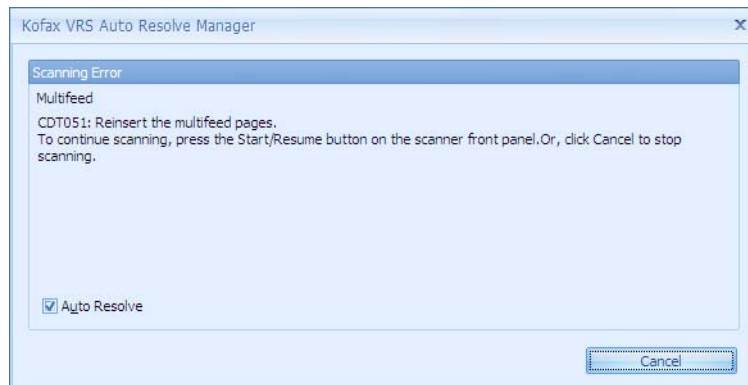 Kofax VRS Auto Resolve Manager
Scanning Error
Multifeed
CDT051: Reinsert the multifeed pages.
To continue scanning, press the Start/Resume button on the scanner front panel.Or, click Cancel to stop
scanning.
Auto Resolve
Cancel